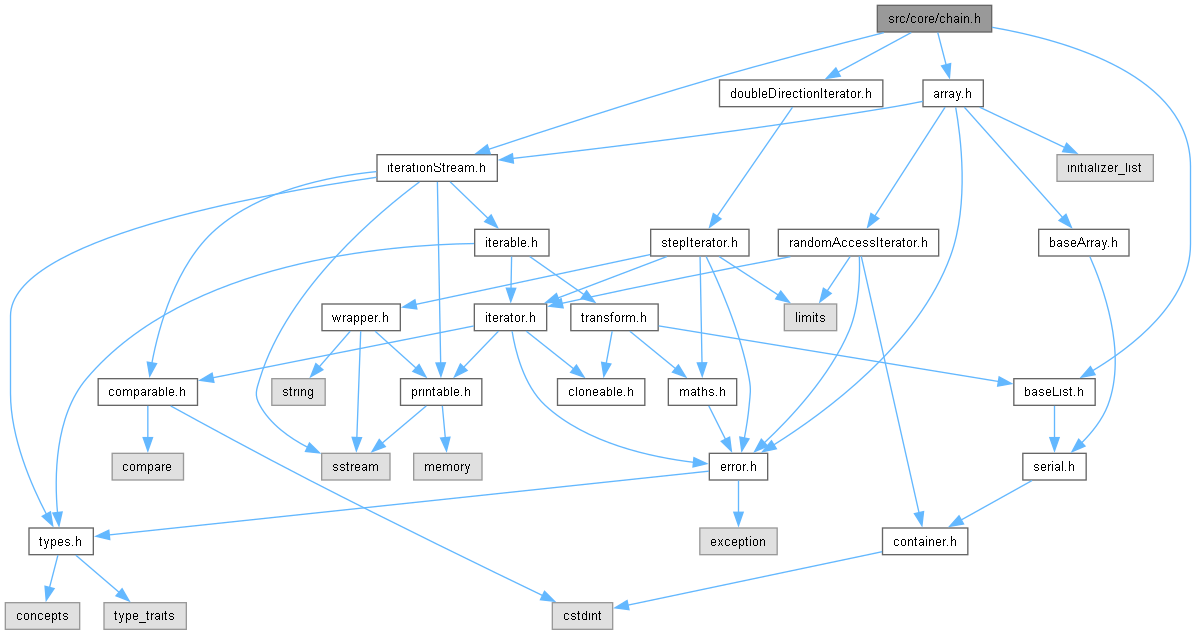 src/core/chain.h
doubleDirectionIterator.h
array.h
iterationStream.h
initializer_list
iterable.h
stepIterator.h
randomAccessIterator.h
baseArray.h
wrapper.h
iterator.h
transform.h
limits
comparable.h
string
printable.h
cloneable.h
maths.h
baseList.h
compare
sstream
memory
error.h
serial.h
types.h
exception
container.h
concepts
type_traits
cstdint